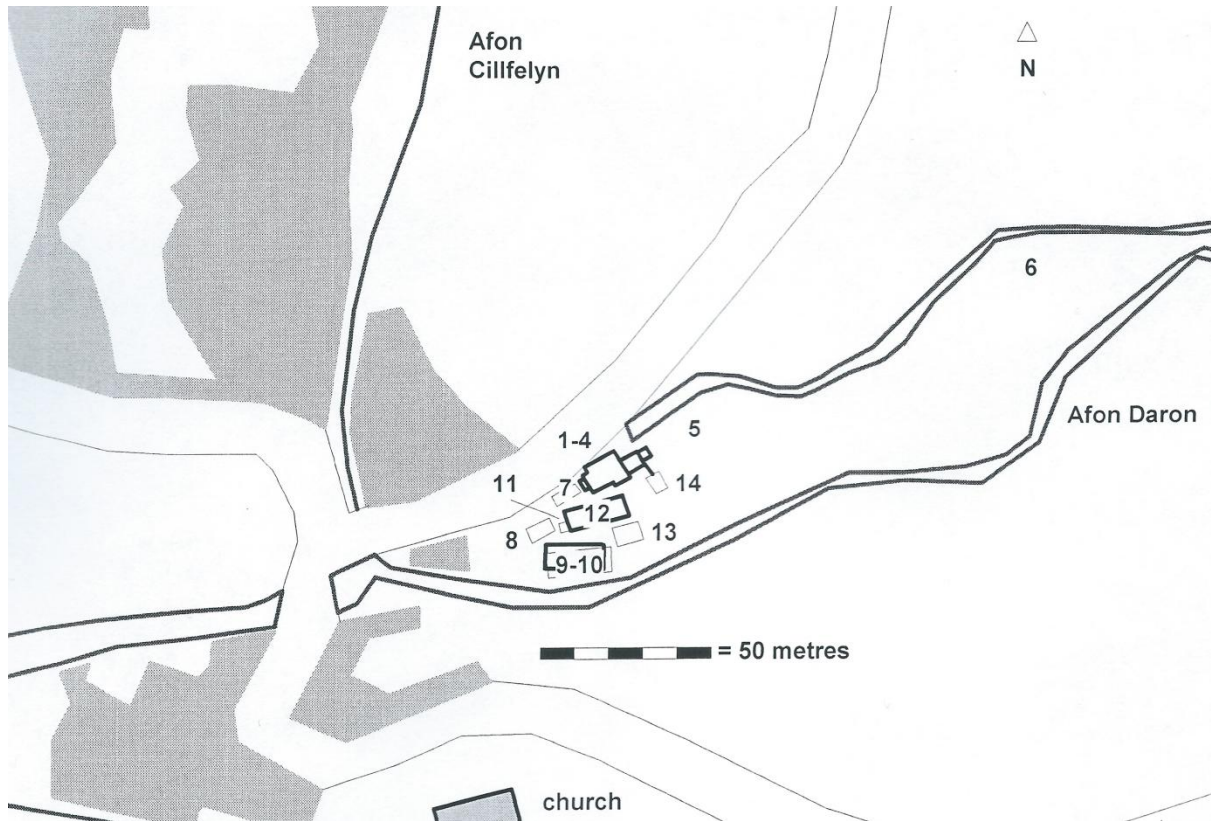 Afon
Cillfelyn
N
6
Afon Daron
1-4
5
11
7
14
12
8
13
9-10
= 50 metres
church